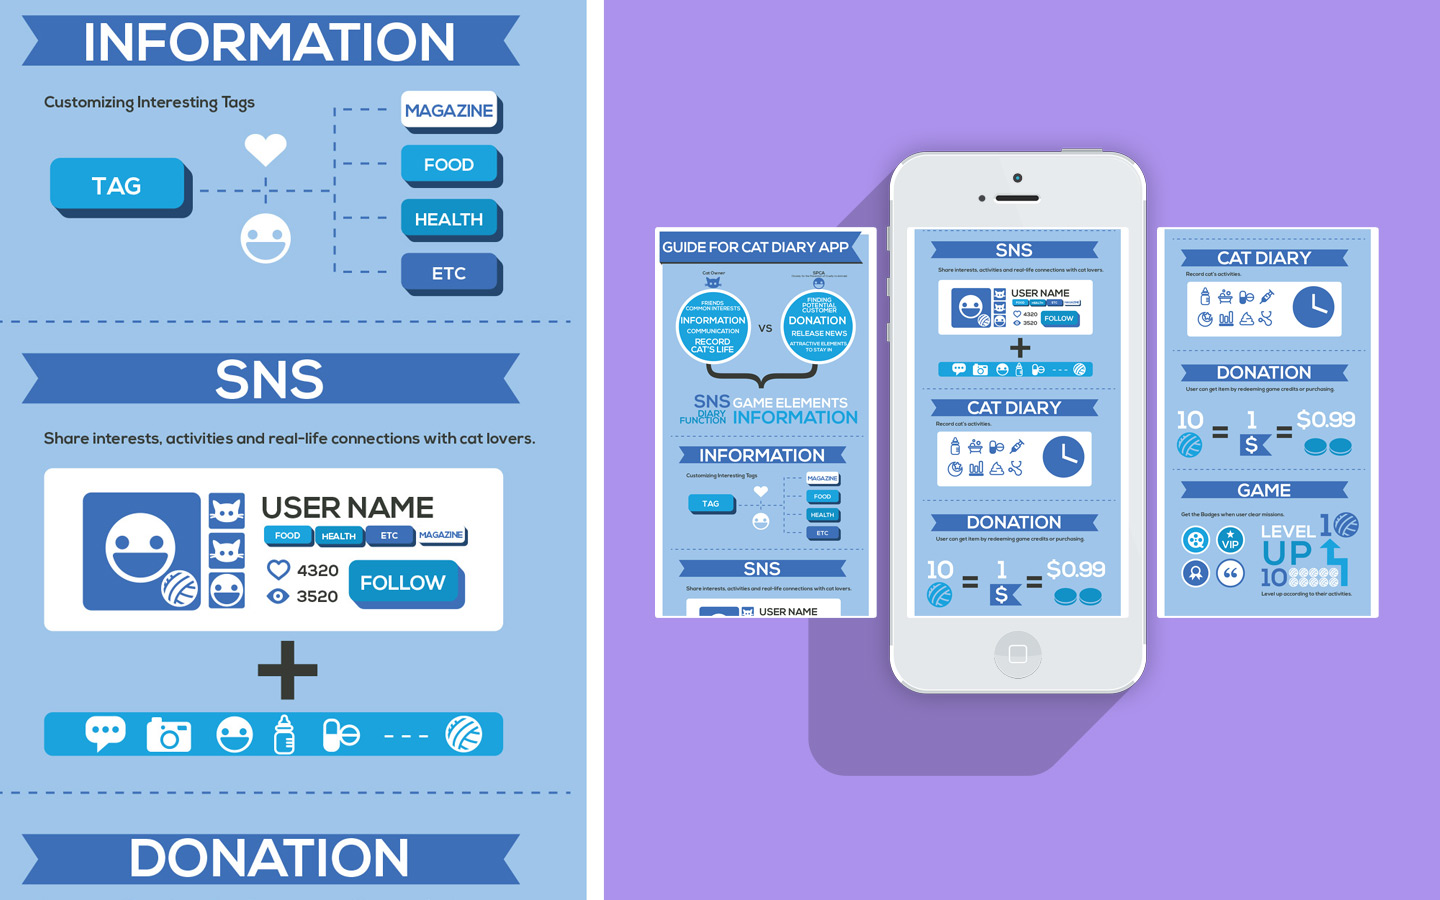 INFORMATION
Customizing Interesting Tags
TAG
MAGAZINE
FOOD
HEALTH
ETC
SNS
Share interests, activities and real-life connections with cat lovers.
USER NAME
FOOD HEALTH ETC MAGAZINE
4320
3520
FOLLOW
DONATION
GUIDE FOR CAT DIARY APP
Cat Owner
SPCA
FRIENDS
COMMON INTERESTS
INFORMATION
COMMUNICATION
RECORD
CAT'S LIFE
VS
FINDING
POTENTIAL
CUSTOMER
DONATION
RELEASE NEWS
ATTRACTIVE ELEMENTS
TO STAY IN
SNS GAME ELEMENTS
DIARY
FUNCTION
INFORMATION
INFORMATION
Customizing Interesting Tags
TAG
MAGAZINE
FOOD
HEALTH
ETC
SNS
Share interests, activities and real-life connections with cat lovers.
USER NAME
SNS
Share interests, activities and real-life connections with cat lovers.
USER NAME
FOOD HEALTH ETC MAGAZINE
4320
3520
FOLLOW
CAT DIARY
Record cat's activities.
DONATION
User can get item by redeeming game credits or purchasing.
10 = 1 = $0.99
$
CAT DIARY
Record cat's activities.
DONATION
User can get item by redeeming game credits or purchasing.
10 = 1 = $0.99
$
GAME
Get the Badges when user clear missions.
VIP
LEVEL 10
UP
10
Level up according to their activities.